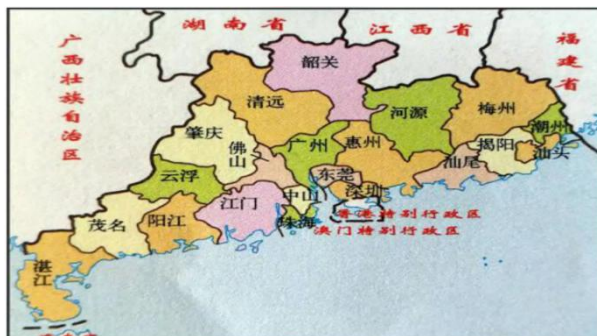 湖南省
江西省
福建省
广西壮族自治区
韶关
清远
河源
梅州
潮州
肇庆
佛山
广州
惠州
揭阳
汕头
汕尾
云浮
东莞
深圳
江门
中山
珠海
香港特别行政区
澳门特别行政区
茂名
阳江
湛江